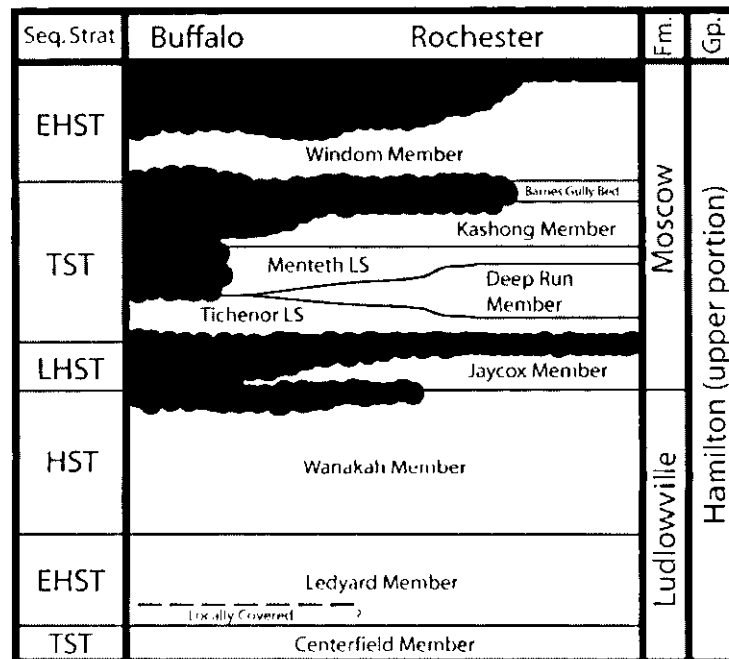 Seq. Strat Buffalo Rochester Fm. Gp.
EHST
Windom Member
Barnes Gully Bed
Kashong Member
TST
Menteth LS
Deep Run
Member
Tichenor LS
LHST
Jaycox Member
HST
Wanakah Member
EHST
Ledyard Member
Locally Covered ?
TST
Centerfield Member
Moscow
Ludlowville
Hamilton (upper portion)